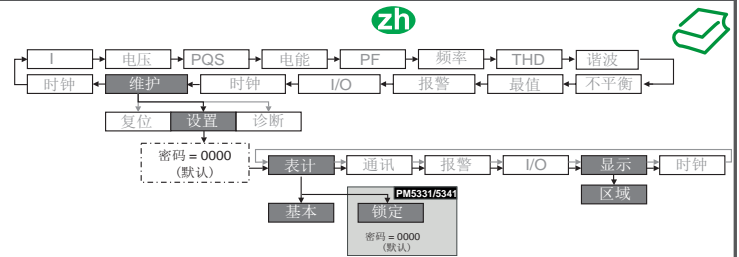 zh
I 电压 PQS 电能 PF 频率 THD 谐波
时钟 维护 时钟 I/O 报警 最值 不平衡
复位 设置 诊断
密码 = 0000
(默认)
表计 通讯 报警 I/O 显示 时钟
PM5331/5341
基本 锁定 区域
密码 = 0000
(默认)